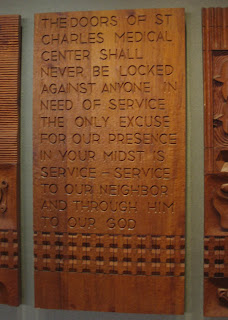 THE DOORS OF ST
CHARLES MEDICAL
CENTER SHALL
NEVER BE LOCKED
AGAINST ANYONE IN
NEED OF SERVICE
THE ONLY EXCUSE
FOR OUR PRESENCE
IN YOUR MIDST IS
SERVICE - SERVICE
TO OUR NEIGHBOR
AND THROUGH HIM
TO OUR GOD